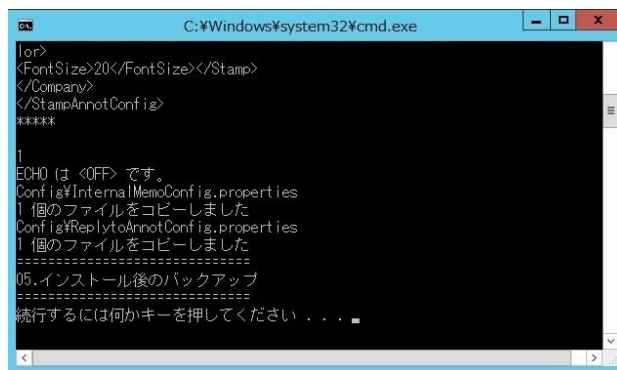 C:¥Windows¥system32¥cmd.exe
lor>
<FontSize>20</FontSize></Stamp>
</Company>
</StampAnnotConfig>
*****
1
ECHO は <OFF> です。
Config¥InternalMemoConfig.properties
1 個のファイルをコピーしました
Config¥ReplytoAnnotConfig.properties
1 個のファイルをコピーしました
==============================
05.インストール後のバックアップ
==============================
続行するには何かキーを押してください . . .